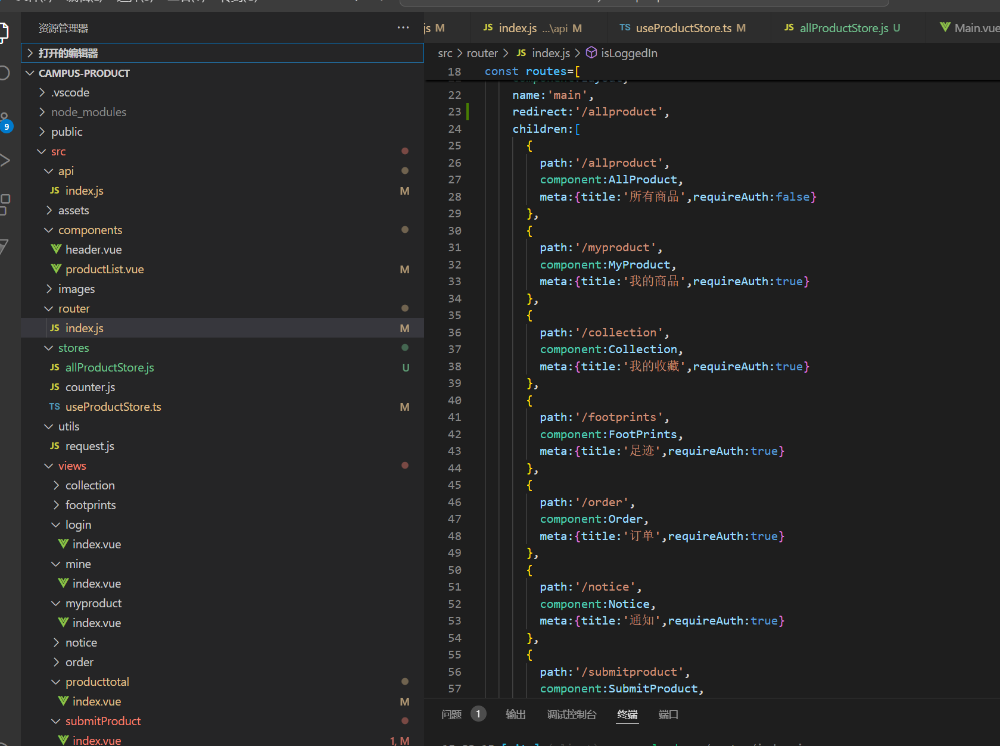 资源管理器
打开的编辑器
CAMPUS-PRODUCT
.vscode
node_modules
public
src
api
JS index.js M
assets
components
header.vue
productList.vue M
images
router
JS index.js M
stores
JS allProductStore.js U
JS counter.js
TS useProductStore.ts M
utils
JS request.js
views
collection
footprints
login
index.vue
mine
index.vue
myproduct
index.vue
notice
order
producttotal
index.vue M
submitProduct
index.vue 1, M
9
js M JS index.js ...\api M TS useProductStore.ts M JS allProductStore.js U Main.vue
src > router > JS index.js > isLoggedIn
18 const routes=[
22 name:'main',
23 redirect:'/allproduct',
24 children:[
25 {
26 path:'/allproduct',
27 component:AllProduct,
28 meta:{title:'所有商品',requireAuth:false}
29 },
30 {
31 path:'/myproduct',
32 component:MyProduct,
33 meta:{title:'我的商品',requireAuth:true}
34 },
35 {
36 path:'/collection',
37 component:Collection,
38 meta:{title:'我的收藏',requireAuth:true}
39 },
40 {
41 path:'/footprints',
42 component:FootPrints,
43 meta:{title:'足迹',requireAuth:true}
44 },
45 {
46 path:'/order',
47 component:Order,
48 meta:{title:'订单',requireAuth:true}
49 },
50 {
51 path:'/notice',
52 component:Notice,
53 meta:{title:'通知',requireAuth:true}
54 },
55 {
56 path:'/submitproduct',
57 component:SubmitProduct,
问题 1 输出 调试控制台 终端 端口